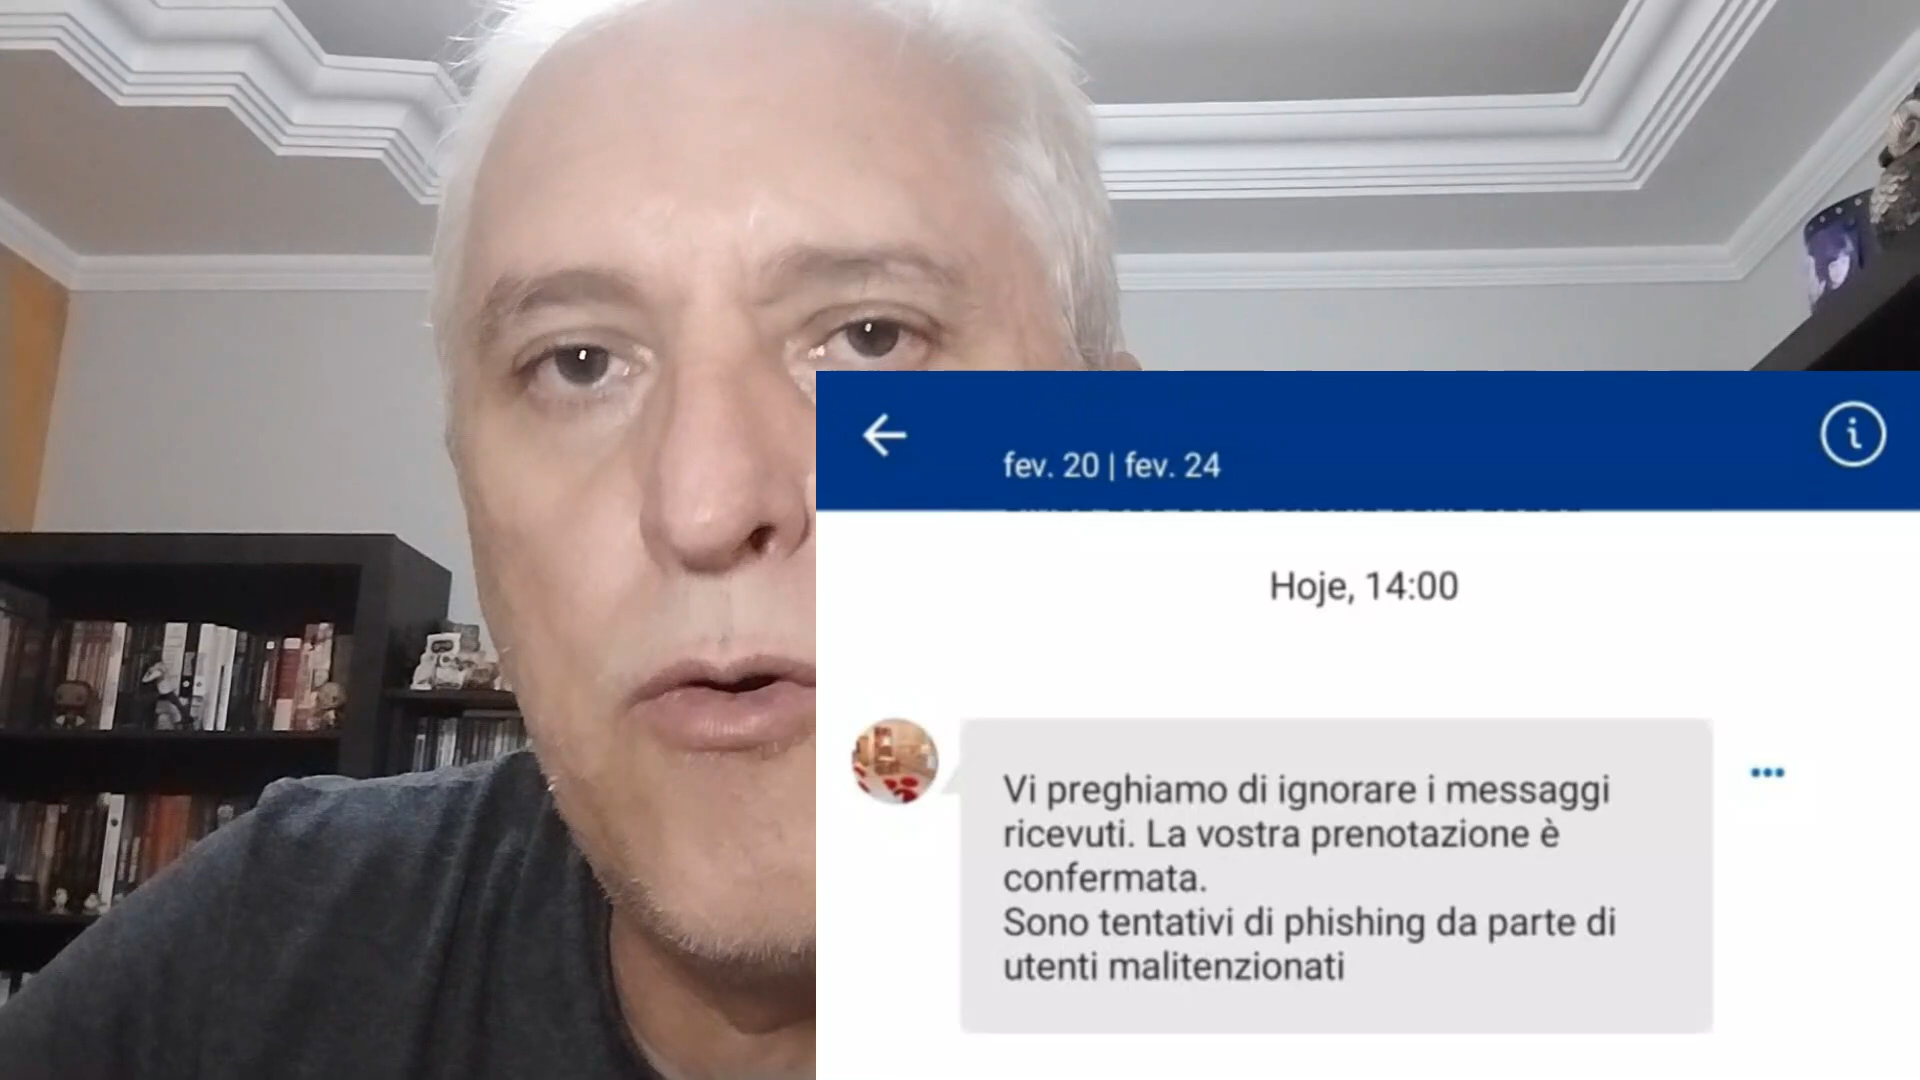 fev. 20 | fev. 24
Hoje, 14:00
Vi preghiamo di ignorare i messaggi
ricevuti. La vostra prenotazione è
confermata.
Sono tentativi di phishing da parte di
utenti malitenzionati